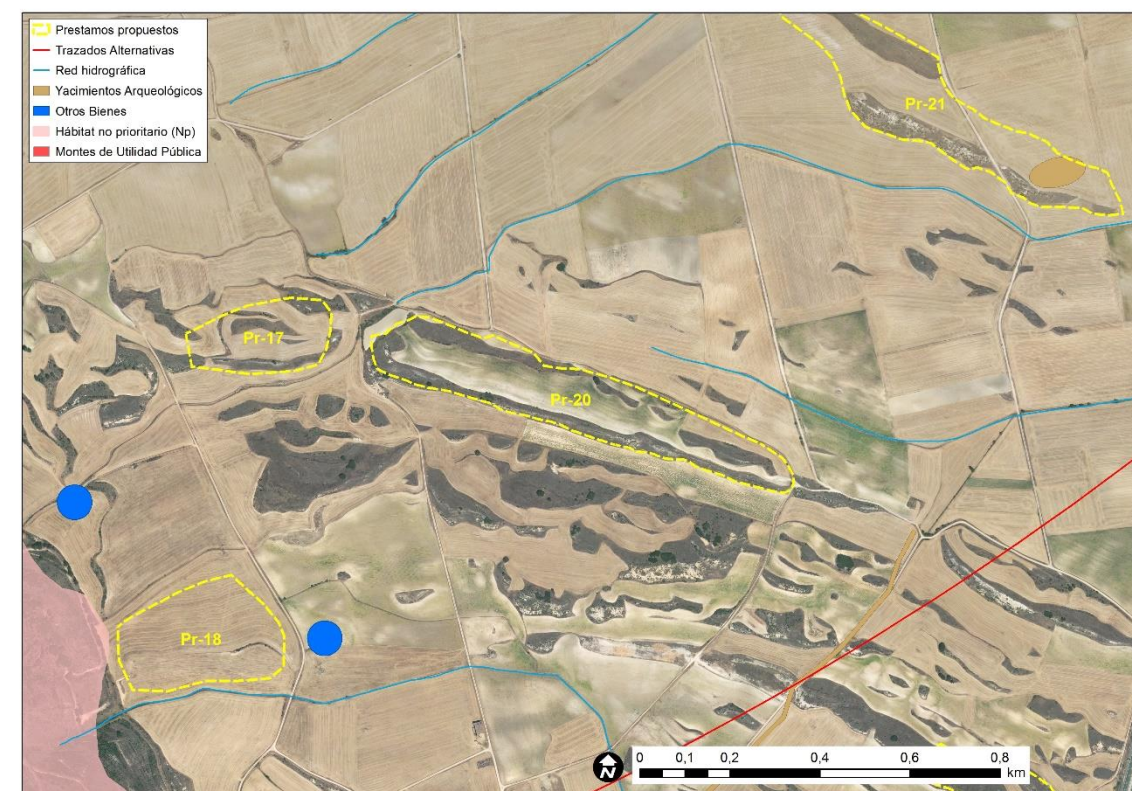 Prestamos propuestos
Trazados Alternativas
Red hidrográfica
Yacimientos Arqueológicos
Otros Bienes
Hábitat no prioritario (Np)
Montes de Utilidad Pública
Pr-21
Pr-17
Pr-20
Pr-18
N
0 0,1 0,2 0,4 0,6 0,8
km